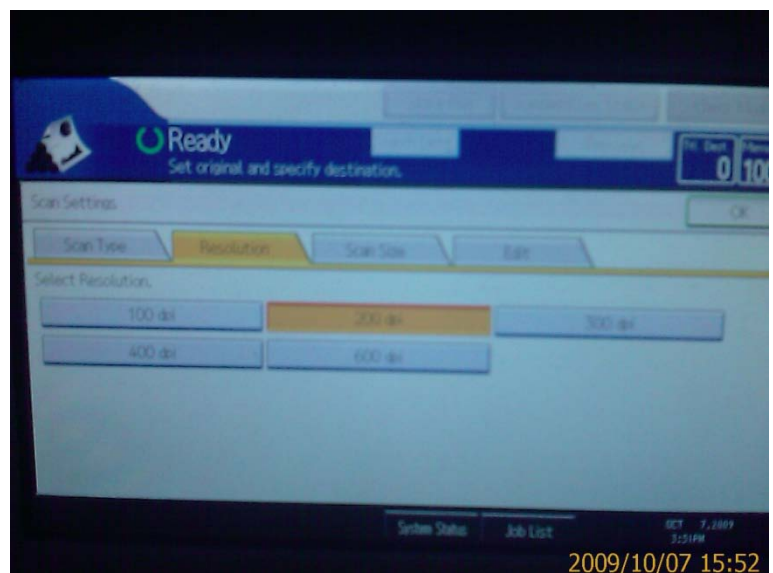 Ready
Set original and specify destination.
Dest
0 100
Scan Settings
OK
Scan Type Resolution Scan Size Edit
Select Resolution.
100 dpi 200 dpi 300 dpi
400 dpi 600 dpi
System Status Job List
OCT 7,2009
3:51PM
2009/10/07 15:52